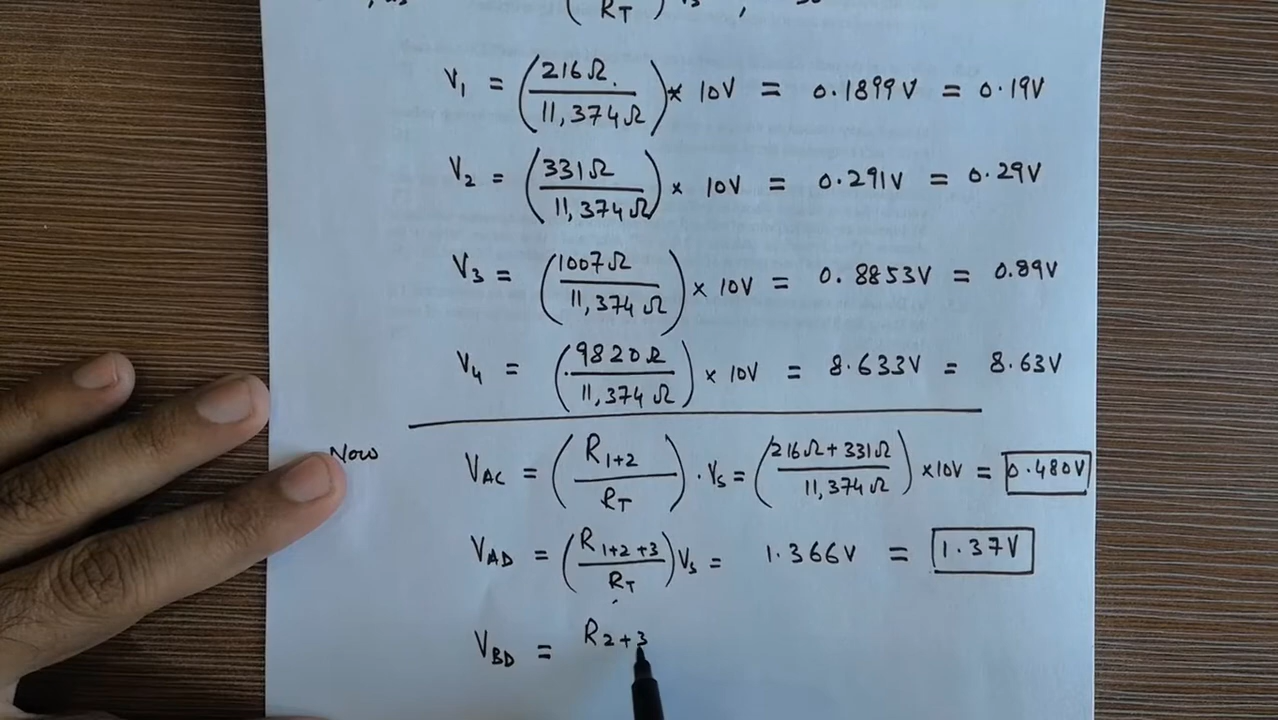 (R_T)
V₁ = (216Ω / 11,374Ω) × 10V = 0.1899V = 0.19V
V₂ = (331Ω / 11,374Ω) × 10V = 0.291V = 0.29V
V₃ = (1007Ω / 11,374Ω) × 10V = 0.8853V = 0.89V
V₄ = (9820Ω / 11,374Ω) × 10V = 8.633V = 8.63V
Now V_AC = (R₁₊₂ / R_T) · V_S = (216Ω + 331Ω / 11,374Ω) × 10V = 0.480V
V_AD = (R₁₊₂₊₃ / R_T) V_S = 1.366V = 1.37V
V_BD = R₂₊₃